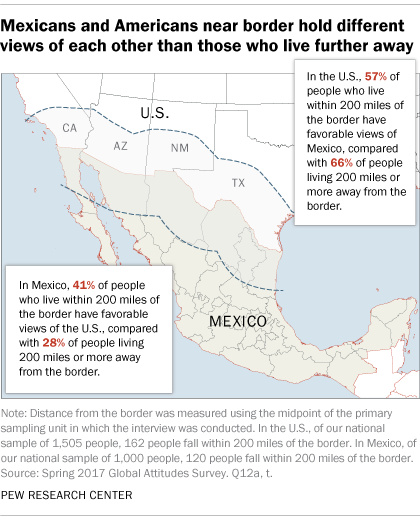 Mexicans and Americans near border hold different
views of each other than those who live further away
In the U.S., 57% of
people who live
within 200 miles of
the border have
favorable views of
Mexico, compared
with 66% of people
living 200 miles or
more away from the
border.
U.S.
CA
AZ
NM
TX
In Mexico, 41% of people
who live within 200 miles of
the border have favorable
views of the U.S., compared
with 28% of people living
200 miles or more away
from the border.
MEXICO
Note: Distance from the border was measured using the midpoint of the primary
sampling unit in which the interview was conducted. In the U.S., of our national
sample of 1,505 people, 162 people fall within 200 miles of the border. In Mexico, of
our national sample of 1,000 people, 120 people fall within 200 miles of the border.
Source: Spring 2017 Global Attitudes Survey. Q12a, t.
PEW RESEARCH CENTER